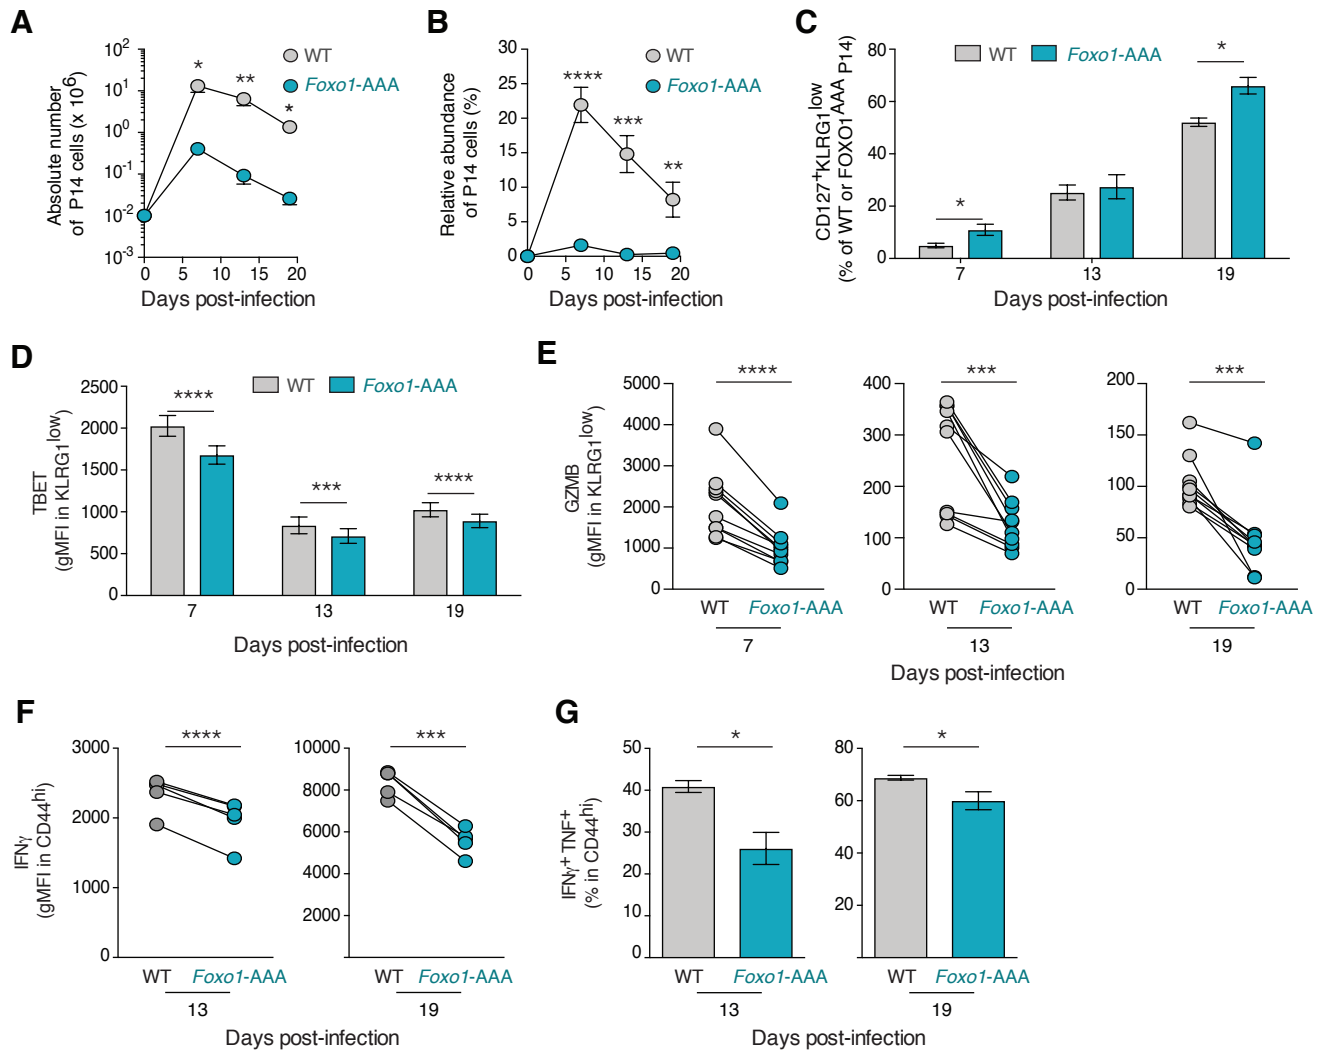 A
Absolute number
of P14 cells (x 10⁶)
10²
10¹
10⁰
10⁻¹
10⁻²
10⁻³
WT
Foxo1-AAA
*
**
*
0 5 10 15 20
Days post-infection
B
Relative abundance
of P14 cells (%)
30
25
20
15
10
5
0
WT
Foxo1-AAA
****
***
**
0 5 10 15 20
Days post-infection
C
CD127⁺KLRG1ˡᵒʷ
(% of WT or FOXO1ᴬᴬᴬ P14)
80
60
40
20
0
WT Foxo1-AAA
*
*
7 13 19
Days post-infection
D
TBET
(gMFI in KLRG1ˡᵒʷ)
2500
2000
1500
1000
500
0
WT Foxo1-AAA
****
***
****
7 13 19
Days post-infection
E
GZMB
(gMFI in KLRG1ˡᵒʷ)
5000
4000
3000
2000
1000
0
****
WT Foxo1-AAA
7
400
300
200
100
0
***
WT Foxo1-AAA
13
200
150
100
50
0
***
WT Foxo1-AAA
19
Days post-infection
F
IFNγ
(gMFI in CD44ʰⁱ)
3000
2000
1000
0
****
WT Foxo1-AAA
13
10000
8000
6000
4000
2000
***
WT Foxo1-AAA
19
Days post-infection
G
IFNγ⁺ TNF⁺
(% in CD44ʰⁱ)
50
40
30
20
10
0
*
WT Foxo1-AAA
13
80
60
40
20
*
WT Foxo1-AAA
19
Days post-infection